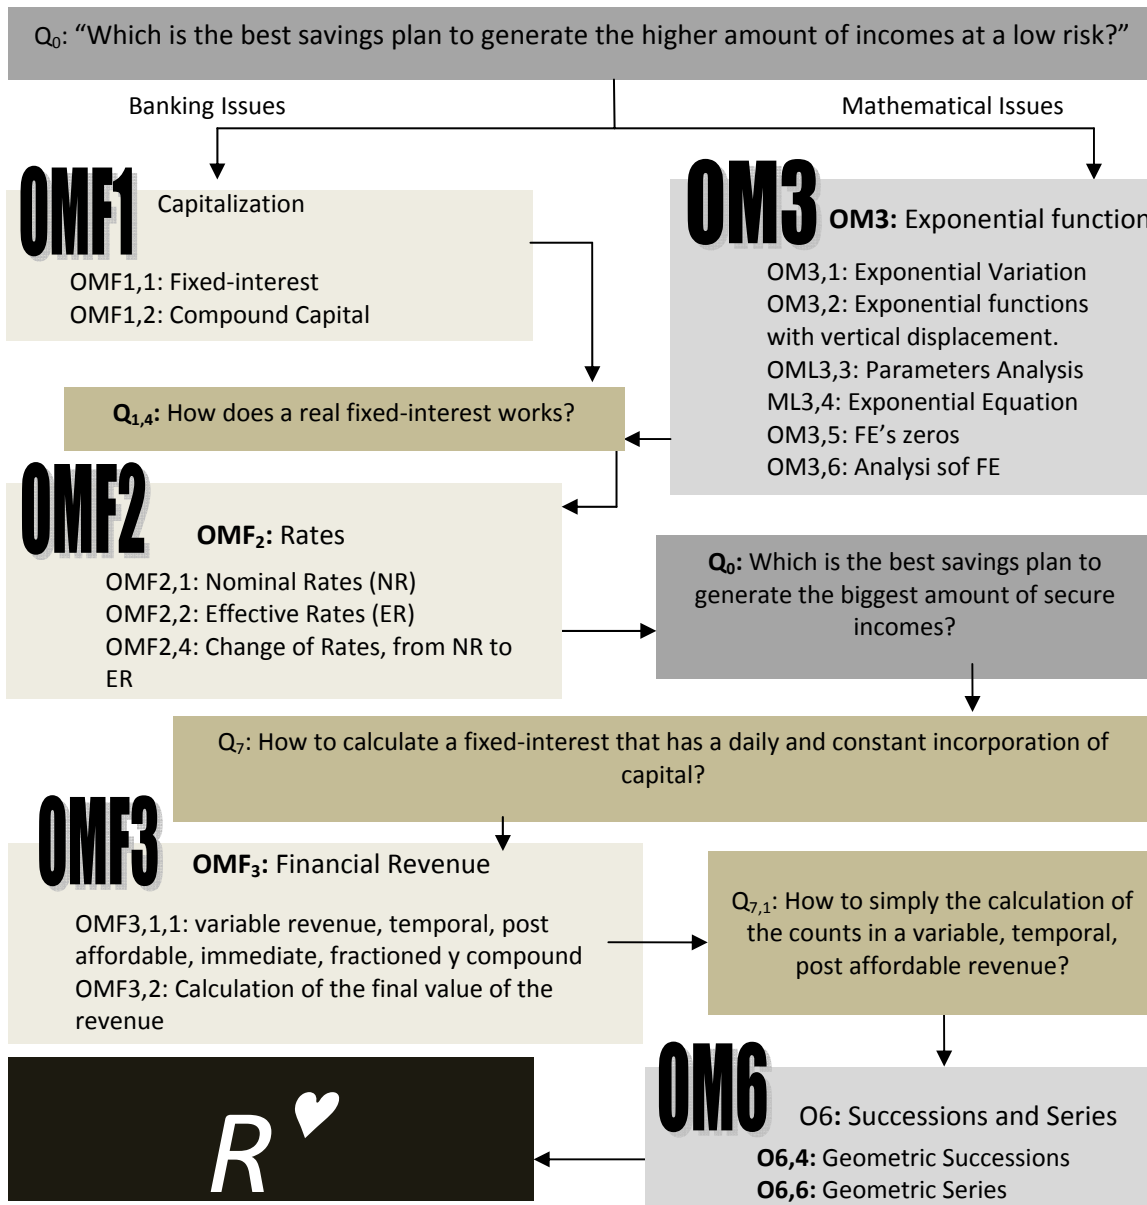 Q0: “Which is the best savings plan to generate the higher amount of incomes at a low risk?”
Banking Issues
Mathematical Issues
OMF1
Capitalization
OMF1,1: Fixed-interest
OMF1,2: Compound Capital
OM3
OM3: Exponential function
OM3,1: Exponential Variation
OM3,2: Exponential functions
with vertical displacement.
OML3,3: Parameters Analysis
ML3,4: Exponential Equation
OM3,5: FE’s zeros
OM3,6: Analysi sof FE
Q1,4: How does a real fixed-interest works?
OMF2
OMF2: Rates
OMF2,1: Nominal Rates (NR)
OMF2,2: Effective Rates (ER)
OMF2,4: Change of Rates, from NR to
ER
Q0: Which is the best savings plan to
generate the biggest amount of secure
incomes?
Q7: How to calculate a fixed-interest that has a daily and constant incorporation of
capital?
OMF3
OMF3: Financial Revenue
OMF3,1,1: variable revenue, temporal, post
affordable, immediate, fractioned y compound
OMF3,2: Calculation of the final value of the
revenue
Q7,1: How to simply the calculation of
the counts in a variable, temporal,
post affordable revenue?
OM6
O6: Successions and Series
O6,4: Geometric Successions
O6,6: Geometric Series
R♥